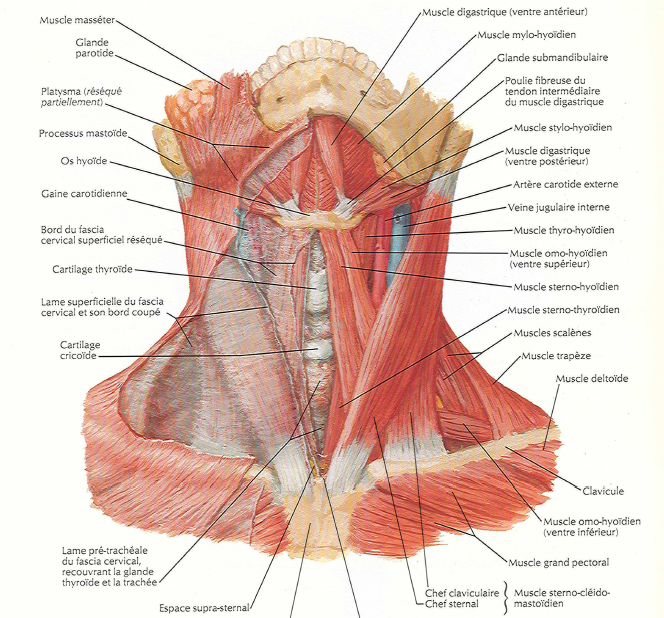 Muscle masséter
Glande
parotide
Platysma (réséqué
partiellement)
Processus mastoïde
Os hyoïde
Gaine carotidienne
Bord du fascia
cervical superficiel réséqué
Cartilage thyroïde
Lame superficielle du fascia
cervical et son bord coupé
Cartilage
cricoïde
Lame pré-trachéale
du fascia cervical,
recouvrant la glande
thyroïde et la trachée
Espace supra-sternal
Muscle digastrique (ventre antérieur)
Muscle mylo-hyoïdien
Glande submandibulaire
Poulie fibreuse du
tendon intermédiaire
du muscle digastrique
Muscle stylo-hyoïdien
Muscle digastrique
(ventre postérieur)
Artère carotide externe
Veine jugulaire interne
Muscle thyro-hyoïdien
Muscle omo-hyoïdien
(ventre supérieur)
Muscle sterno-hyoïdien
Muscle sterno-thyroïdien
Muscles scalènes
Muscle trapèze
Muscle deltoïde
Clavicule
Muscle omo-hyoïdien
(ventre inférieur)
Muscle grand pectoral
Chef claviculaire
Chef sternal
Muscle sterno-cléido-
mastoïdien